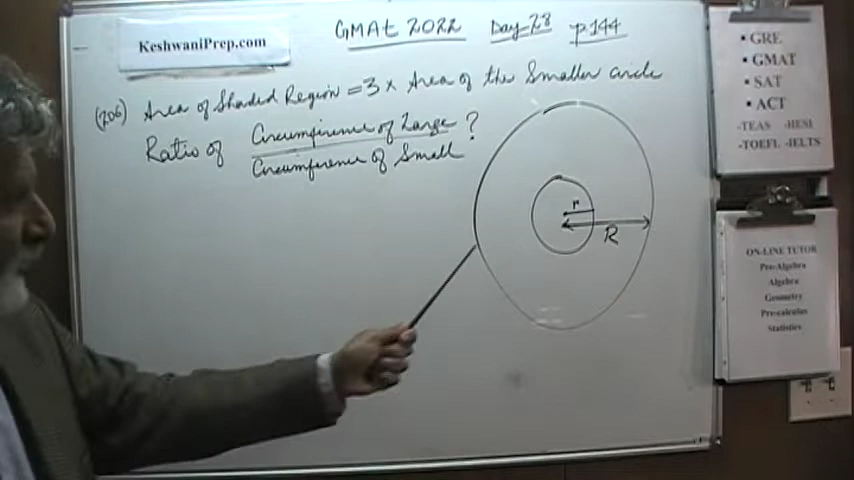 KeshwaniPrep.com
GMAt 2022 Day-28 p144
(206) Area of Shaded Region = 3 x Area of the Smaller circle
Ratio of Circumference of Large
Circumference of Small ?
r
R
• GRE
• GMAT
• SAT
• ACT
-TEAS -HESI
-TOEFL -IELTS
ON-LINE TUTOR
Pre-Algebra
Algebra
Geometry
Pre-calculus
Statistics